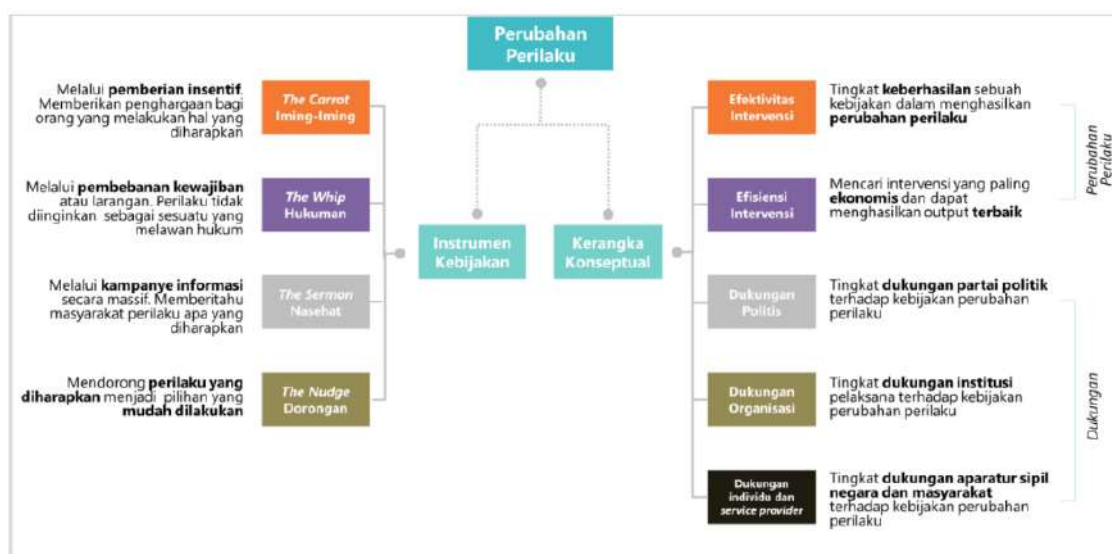 Perubahan
Perilaku
Melalui pemberian insentif.
Memberikan penghargaan bagi
orang yang melakukan hal yang
diharapkan
The Carrot
Iming-Iming
Melalui pembebanan kewajiban
atau larangan. Perilaku tidak
diinginkan sebagai sesuatu yang
melawan hukum
The Whip
Hukuman
Melalui kampanye informasi
secara massif. Memberitahu
masyarakat perilaku apa yang
diharapkan
The Sermon
Nasehat
Mendorong perilaku yang
diharapkan menjadi pilihan yang
mudah dilakukan
The Nudge
Dorongan
Instrumen
Kebijakan
Kerangka
Konseptual
Efektivitas
Intervensi
Tingkat keberhasilan sebuah
kebijakan dalam menghasilkan
perubahan perilaku
Efisiensi
Intervensi
Mencari intervensi yang paling
ekonomis dan dapat
menghasilkan output terbaik
Perubahan
Perilaku
Dukungan
Politis
Tingkat dukungan partai politik
terhadap kebijakan perubahan
perilaku
Dukungan
Organisasi
Tingkat dukungan institusi
pelaksana terhadap kebijakan
perubahan perilaku
Dukungan
individu dan
service provider
Tingkat dukungan aparatur sipil
negara dan masyarakat
terhadap kebijakan perubahan
perilaku
Dukungan